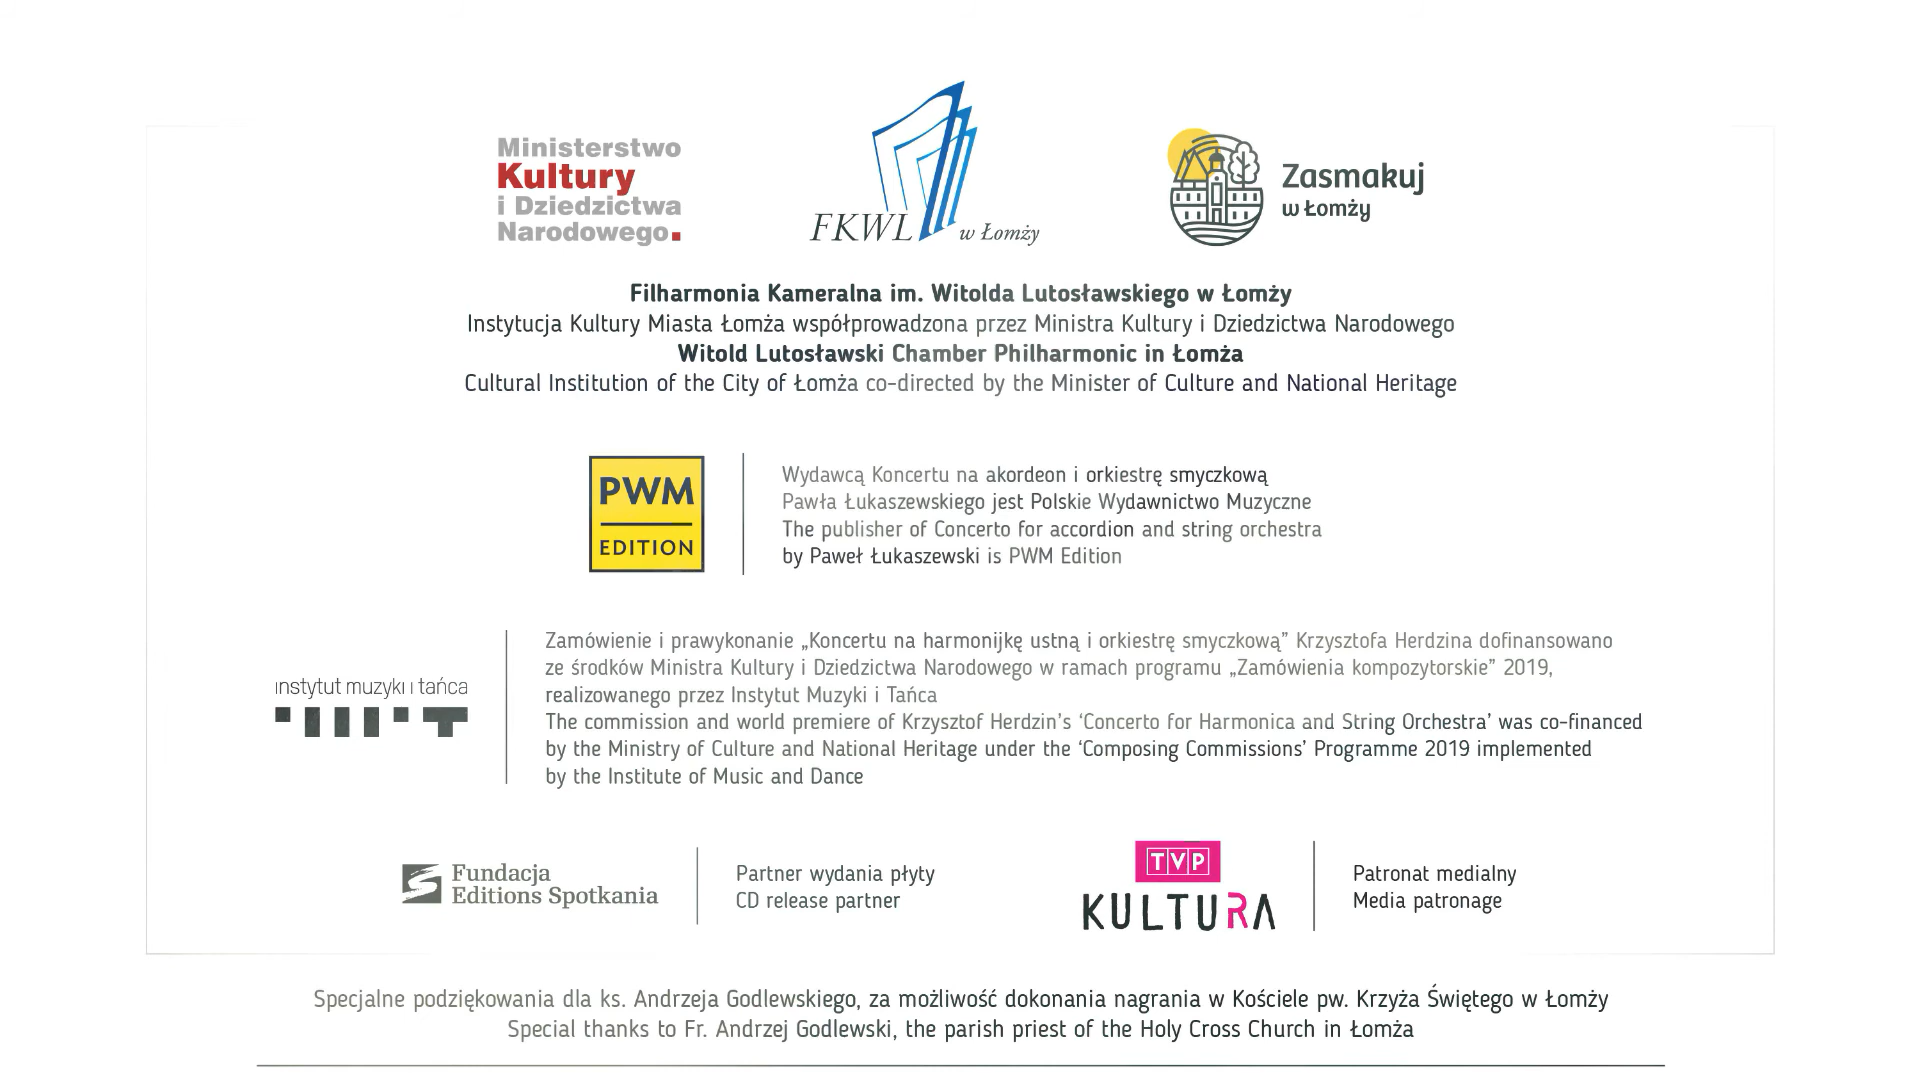 Ministerstwo
Kultury
i Dziedzictwa
Narodowego.
FKWL w Łomży
Zasmakuj
w Łomży
Filharmonia Kameralna im. Witolda Lutosławskiego w Łomży
Instytucja Kultury Miasta Łomża współprowadzona przez Ministra Kultury i Dziedzictwa Narodowego
Witold Lutosławski Chamber Philharmonic in Łomża
Cultural Institution of the City of Łomża co-directed by the Minister of Culture and National Heritage
PWM
EDITION
Wydawcą Koncertu na akordeon i orkiestrę smyczkową
Pawła Łukaszewskiego jest Polskie Wydawnictwo Muzyczne
The publisher of Concerto for accordion and string orchestra
by Paweł Łukaszewski is PWM Edition
instytut muzyki i tańca
Zamówienie i prawykonanie „Koncertu na harmonijkę ustną i orkiestrę smyczkową” Krzysztofa Herdzina dofinansowano
ze środków Ministra Kultury i Dziedzictwa Narodowego w ramach programu „Zamówienia kompozytorskie” 2019,
realizowanego przez Instytut Muzyki i Tańca
The commission and world premiere of Krzysztof Herdzin’s ‘Concerto for Harmonica and String Orchestra’ was co-financed
by the Ministry of Culture and National Heritage under the ‘Composing Commissions’ Programme 2019 implemented
by the Institute of Music and Dance
Fundacja
Editions Spotkania
Partner wydania płyty
CD release partner
TVP
KULTURA
Patronat medialny
Media patronage
Specjalne podziękowania dla ks. Andrzeja Godlewskiego, za możliwość dokonania nagrania w Kościele pw. Krzyża Świętego w Łomży
Special thanks to Fr. Andrzej Godlewski, the parish priest of the Holy Cross Church in Łomża